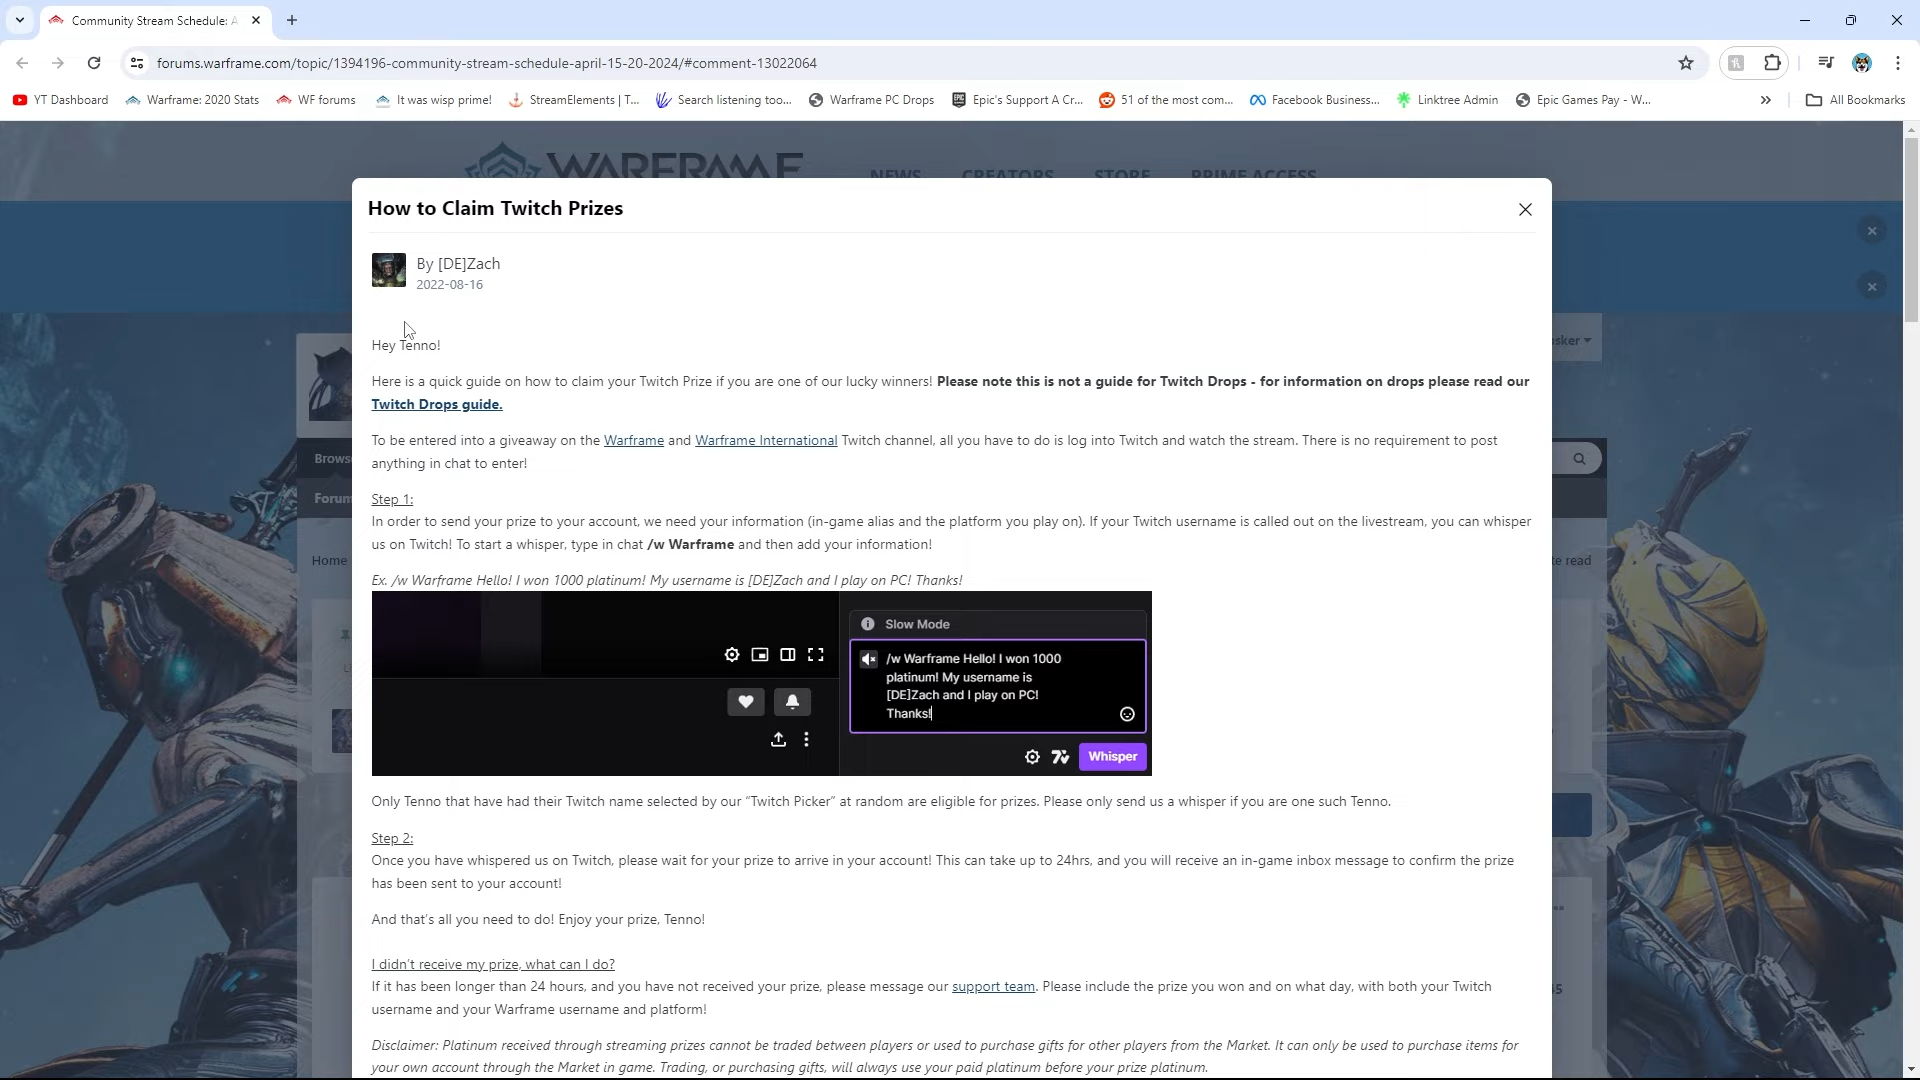 Community Stream Schedule: A
forums.warframe.com/topic/1394196-community-stream-schedule-april-15-20-2024/#comment-13022064
YT Dashboard
Warframe: 2020 Stats
WF forums
It was wisp prime!
StreamElements | T...
Search listening too...
Warframe PC Drops
Epic's Support A Cr...
51 of the most com...
Facebook Business...
Linktree Admin
Epic Games Pay - W...
»
All Bookmarks
WARFRAME
NEWS CREATORS STORE PRIME ACCESS
How to Claim Twitch Prizes
By [DE]Zach
2022-08-16
Hey Tenno!
Here is a quick guide on how to claim your Twitch Prize if you are one of our lucky winners! Please note this is not a guide for Twitch Drops - for information on drops please read our
Twitch Drops guide.
To be entered into a giveaway on the Warframe and Warframe International Twitch channel, all you have to do is log into Twitch and watch the stream. There is no requirement to post
anything in chat to enter!
Step 1:
In order to send your prize to your account, we need your information (in-game alias and the platform you play on). If your Twitch username is called out on the livestream, you can whisper
us on Twitch! To start a whisper, type in chat /w Warframe and then add your information!
Ex. /w Warframe Hello! I won 1000 platinum! My username is [DE]Zach and I play on PC! Thanks!
Slow Mode
/w Warframe Hello! I won 1000
platinum! My username is
[DE]Zach and I play on PC!
Thanks!
Whisper
Only Tenno that have had their Twitch name selected by our “Twitch Picker” at random are eligible for prizes. Please only send us a whisper if you are one such Tenno.
Step 2:
Once you have whispered us on Twitch, please wait for your prize to arrive in your account! This can take up to 24hrs, and you will receive an in-game inbox message to confirm the prize
has been sent to your account!
And that's all you need to do! Enjoy your prize, Tenno!
I didn't receive my prize, what can I do?
If it has been longer than 24 hours, and you have not received your prize, please message our support team. Please include the prize you won and on what day, with both your Twitch
username and your Warframe username and platform!
Disclaimer: Platinum received through streaming prizes cannot be traded between players or used to purchase gifts for other players from the Market. It can only be used to purchase items for
your own account through the Market in game. Trading, or purchasing gifts, will always use your paid platinum before your prize platinum.
sker
Brows
Forum
Home
te read